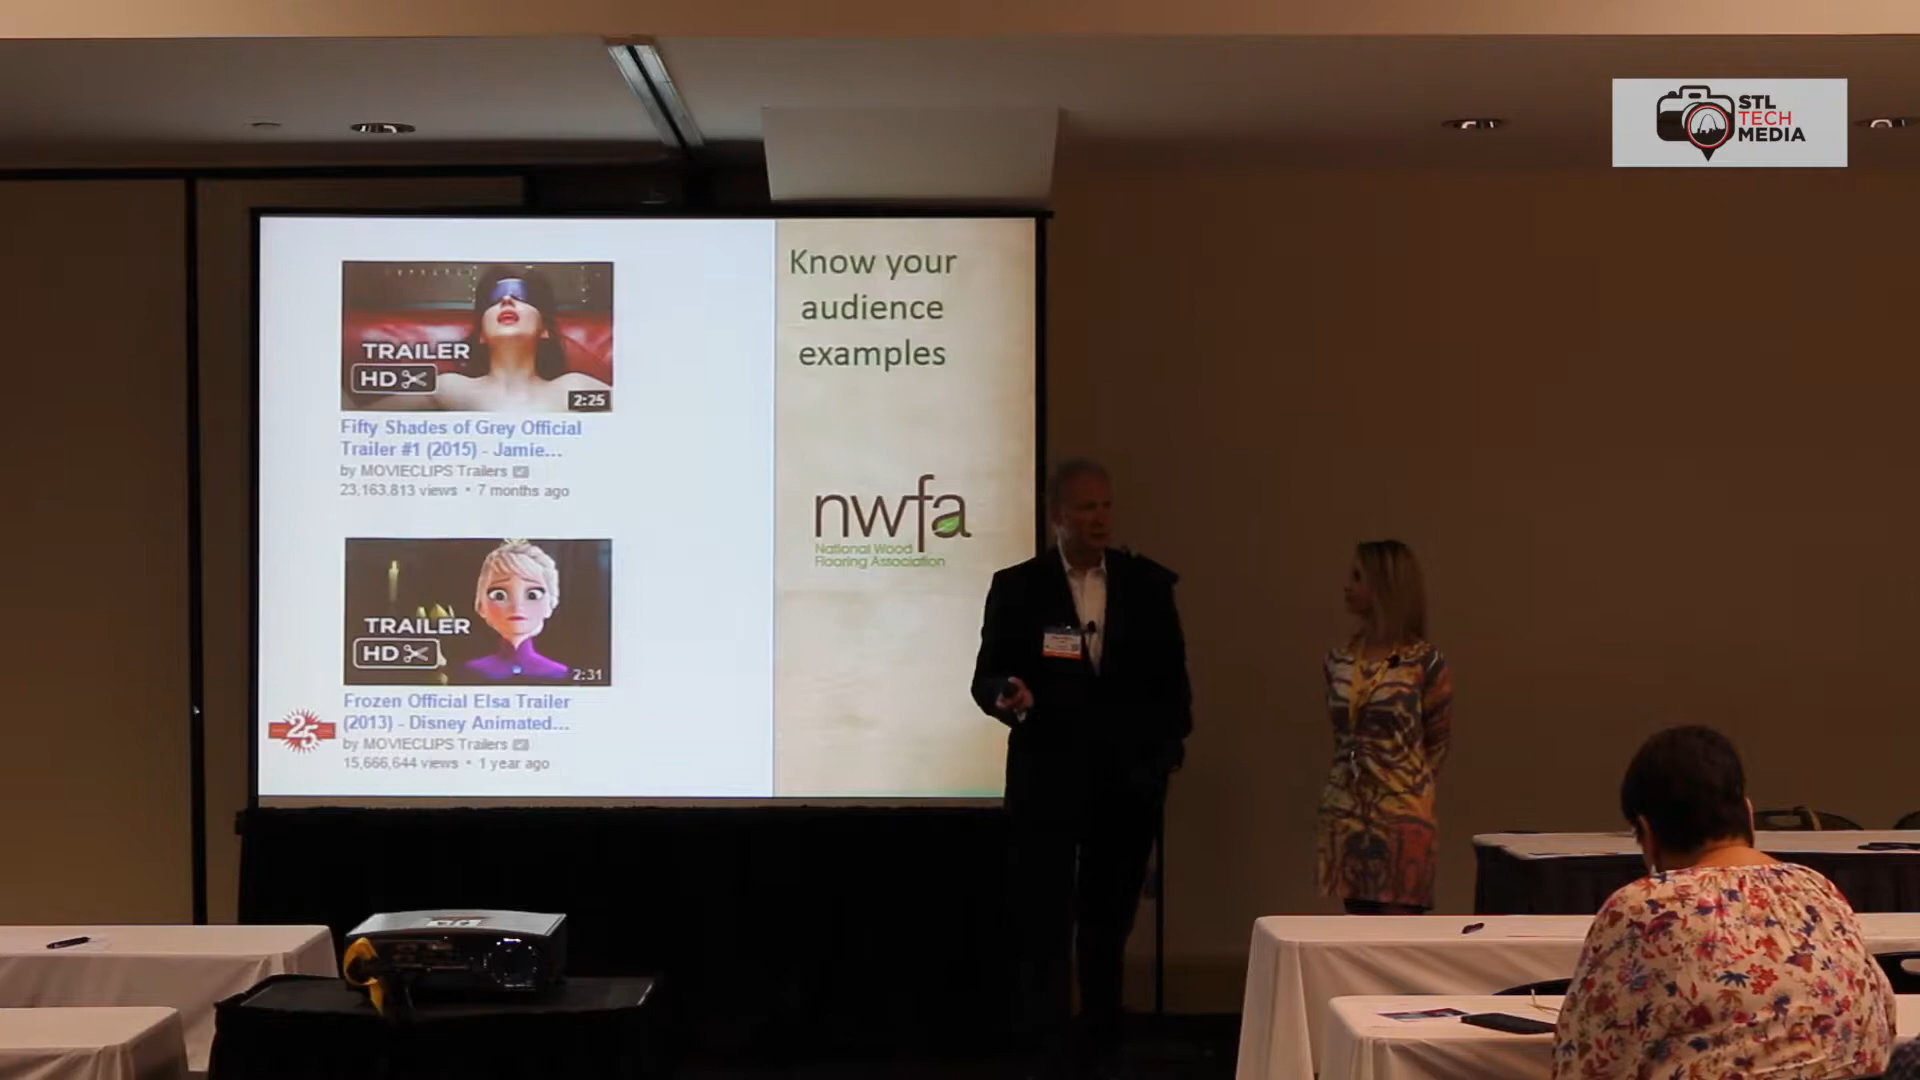 STL
TECH
MEDIA
Know your
audience
examples
TRAILER
HD
2:25
Fifty Shades of Grey Official
Trailer #1 (2015) - Jamie...
by MOVIECLIPS Trailers
23,163,813 views • 7 months ago
nwfa
National Wood
Flooring Association
TRAILER
HD
2:31
Frozen Official Elsa Trailer
(2013) - Disney Animated...
by MOVIECLIPS Trailers
15,666,644 views • 1 year ago
25